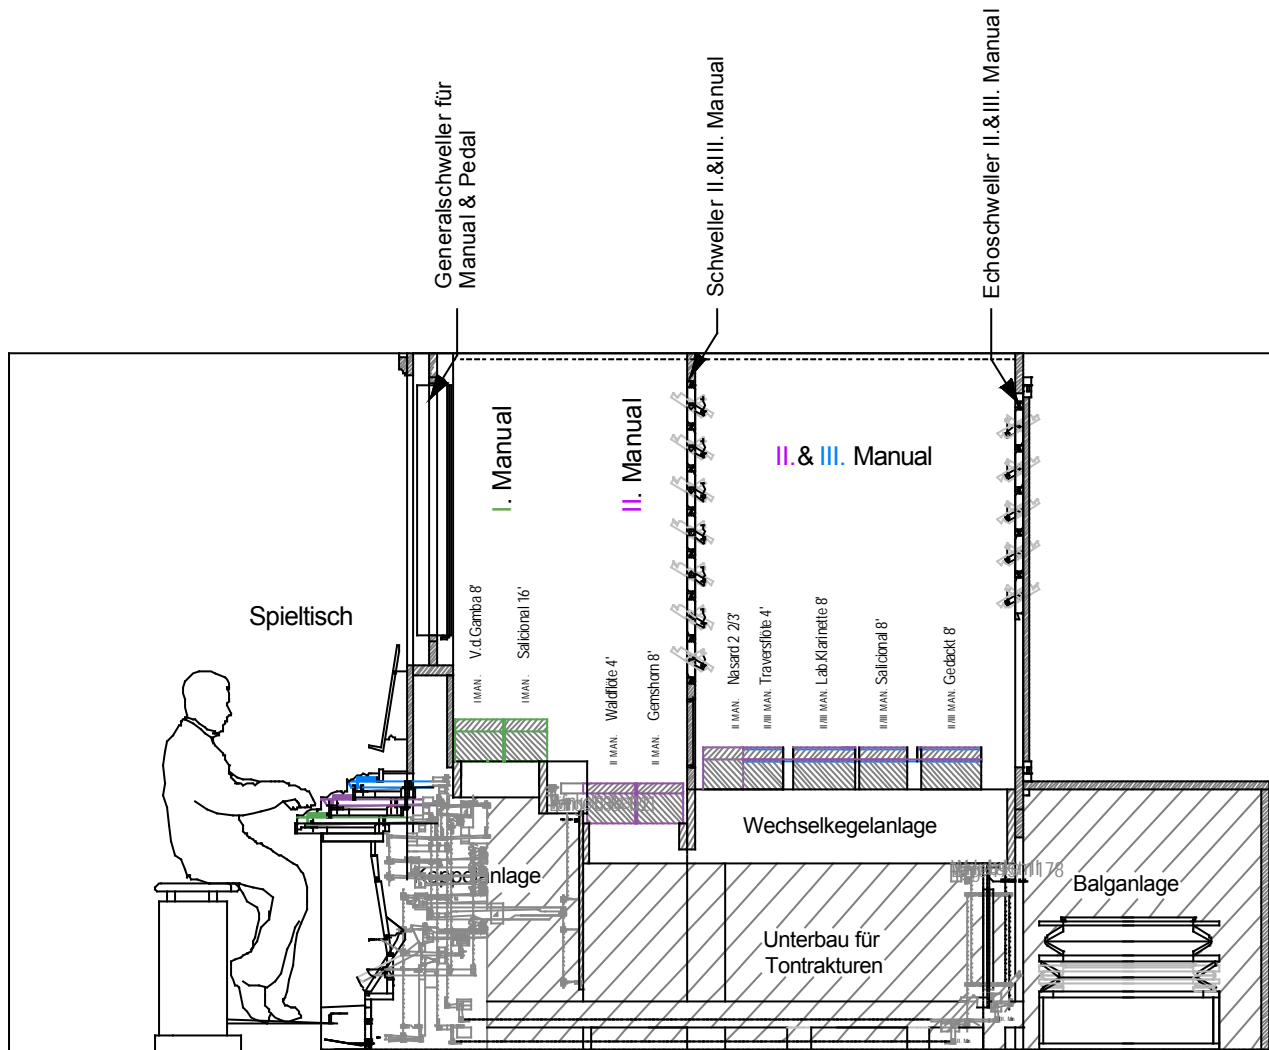 Generalschweller für
Manual & Pedal
Schweller II.&III. Manual
Echoschweller II.&III. Manual
I. Manual
II. Manual
II.& III. Manual
Spieltisch
I MAN. V.d.Gamba 8'
I MAN. Salicional 16'
II MAN. Waldflöte 4'
II MAN. Gemshorn 8'
II MAN. Nasard 2 2/3'
II/III MAN. Traversflöte 4'
II/III MAN. Lab.Klarinette 8'
II/III MAN. Salicional 8'
II/III MAN. Gedackt 8'
Wechselkegelanlage
Koppelanlage
Balganlage
Unterbau für
Tontrakturen